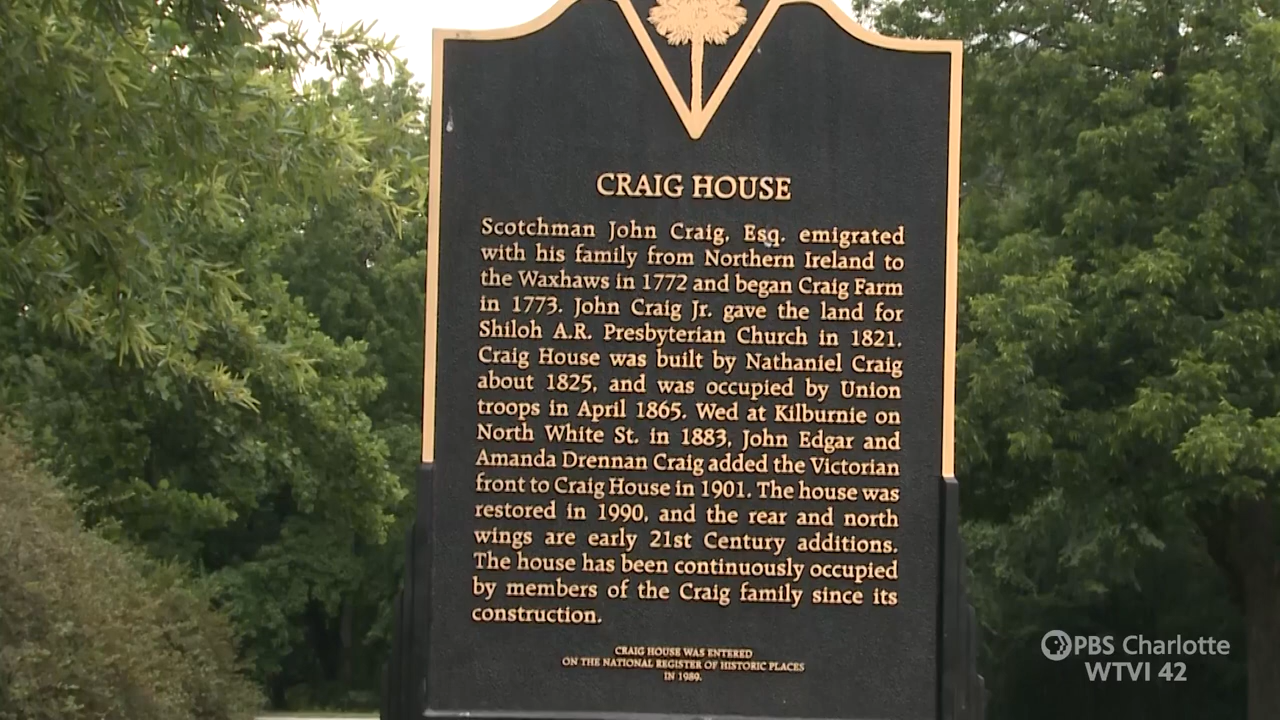 CRAIG HOUSE
Scotchman John Craig, Esq. emigrated
with his family from Northern Ireland to
the Waxhaws in 1772 and began Craig Farm
in 1773. John Craig Jr. gave the land for
Shiloh A.R. Presbyterian Church in 1821.
Craig House was built by Nathaniel Craig
about 1825, and was occupied by Union
troops in April 1865. Wed at Kilburnie on
North White St. in 1883, John Edgar and
Amanda Drennan Craig added the Victorian
front to Craig House in 1901. The house was
restored in 1990, and the rear and north
wings are early 21st Century additions.
The house has been continuously occupied
by members of the Craig family since its
construction.
CRAIG HOUSE WAS ENTERED
ON THE NATIONAL REGISTER OF HISTORIC PLACES
IN 1989.
PBS Charlotte
WTVI 42